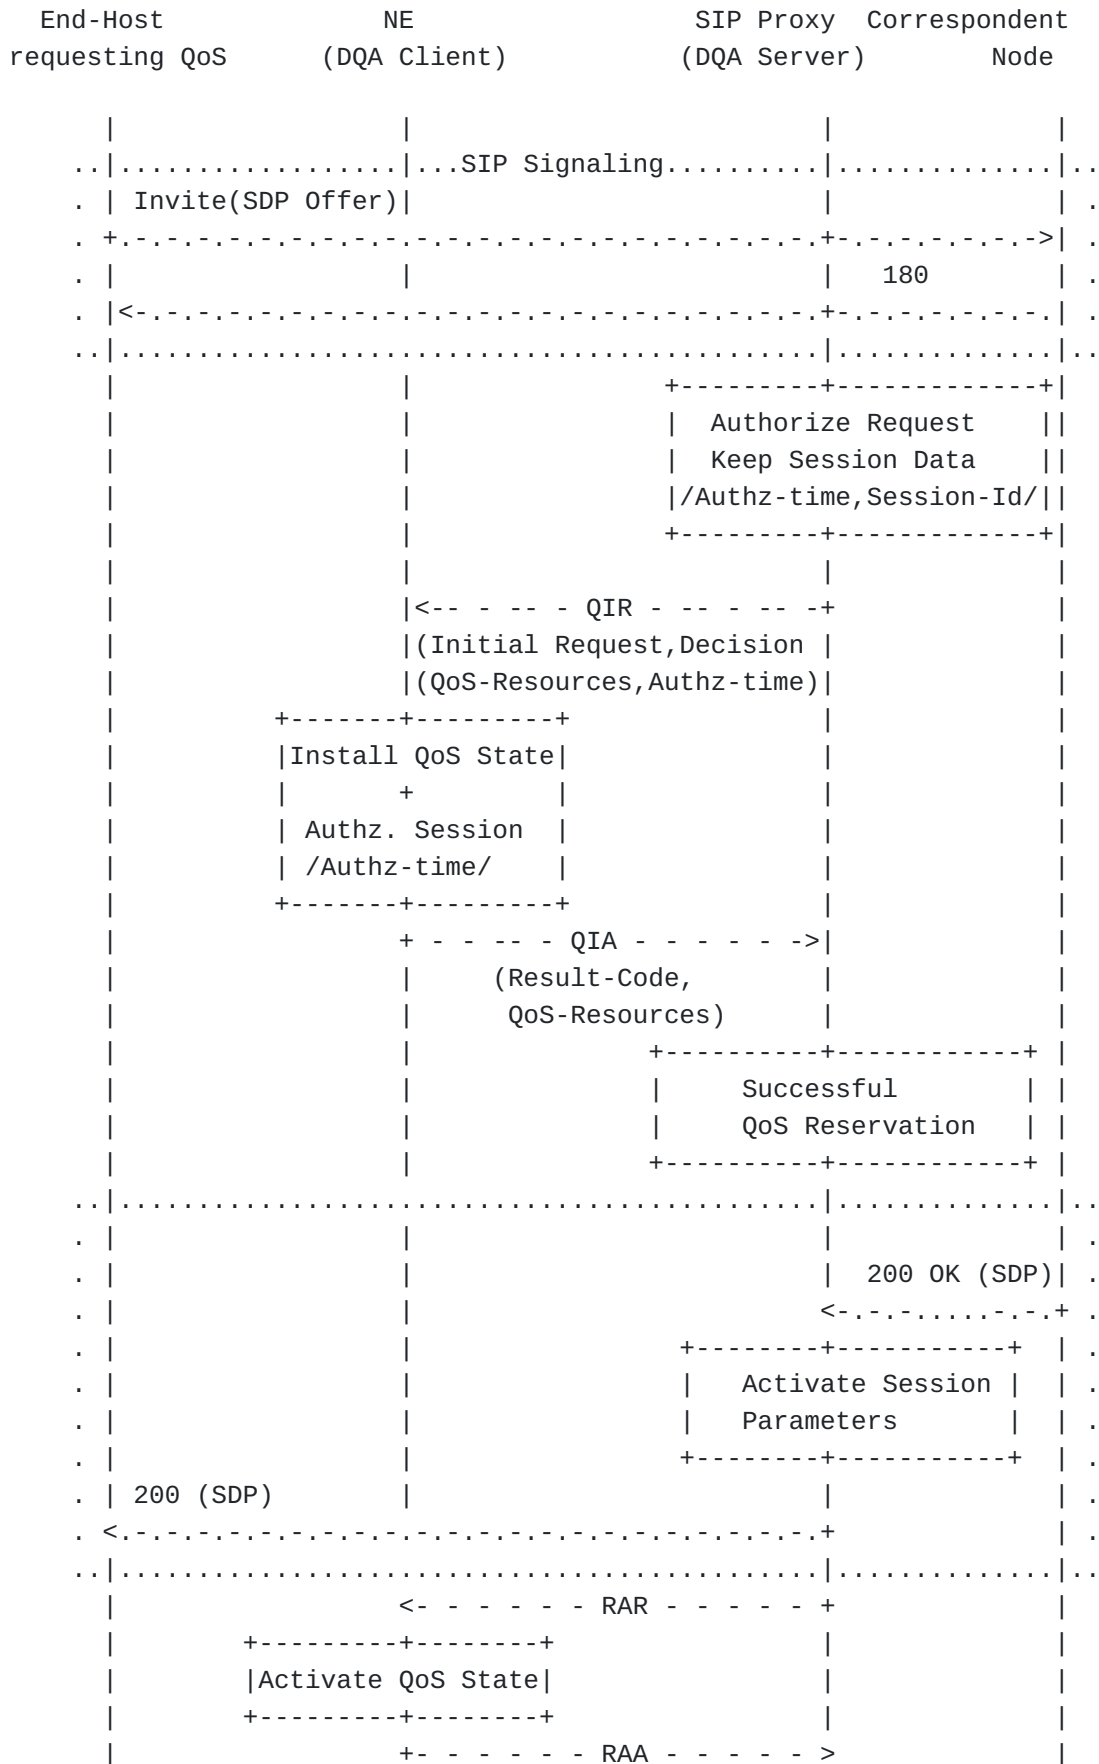 End-Host NE SIP Proxy Correspondent
requesting QoS (DQA Client) (DQA Server) Node
SIP Signaling
Invite(SDP Offer)
180
Authorize Request
Keep Session Data
/Authz-time,Session-Id/
QIR
(Initial Request,Decision
(QoS-Resources,Authz-time)
Install QoS State
+
Authz. Session
/Authz-time/
QIA
(Result-Code,
QoS-Resources)
Successful
QoS Reservation
200 OK (SDP)
Activate Session
Parameters
200 (SDP)
RAR
Activate QoS State
RAA